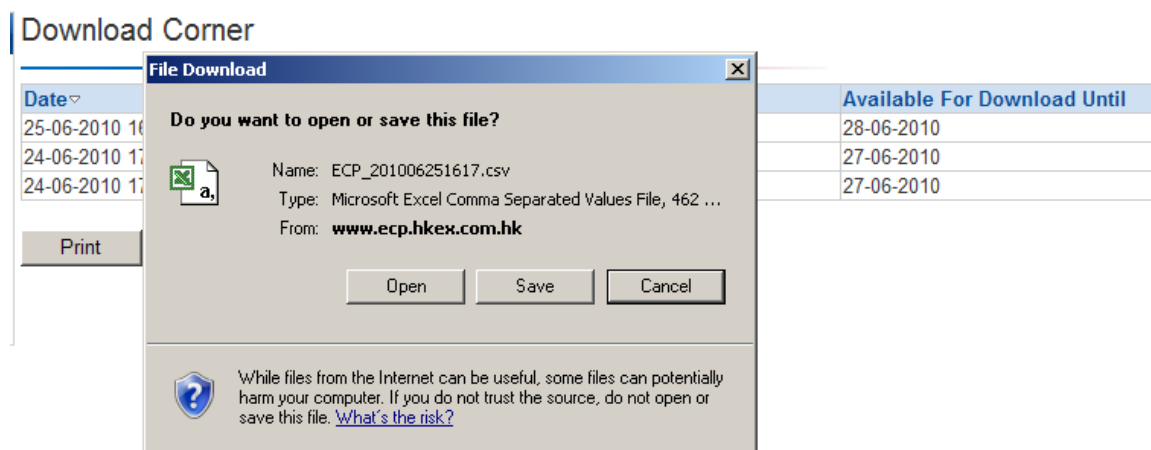 Download Corner
File Download
Date
Available For Download Until
25-06-2010 16
28-06-2010
24-06-2010 17
27-06-2010
24-06-2010 17
27-06-2010
Print
Do you want to open or save this file?
a,
Name: ECP_201006251617.csv
Type: Microsoft Excel Comma Separated Values File, 462 ...
From: www.ecp.hkex.com.hk
Open Save Cancel
While files from the Internet can be useful, some files can potentially
harm your computer. If you do not trust the source, do not open or
save this file. What's the risk?